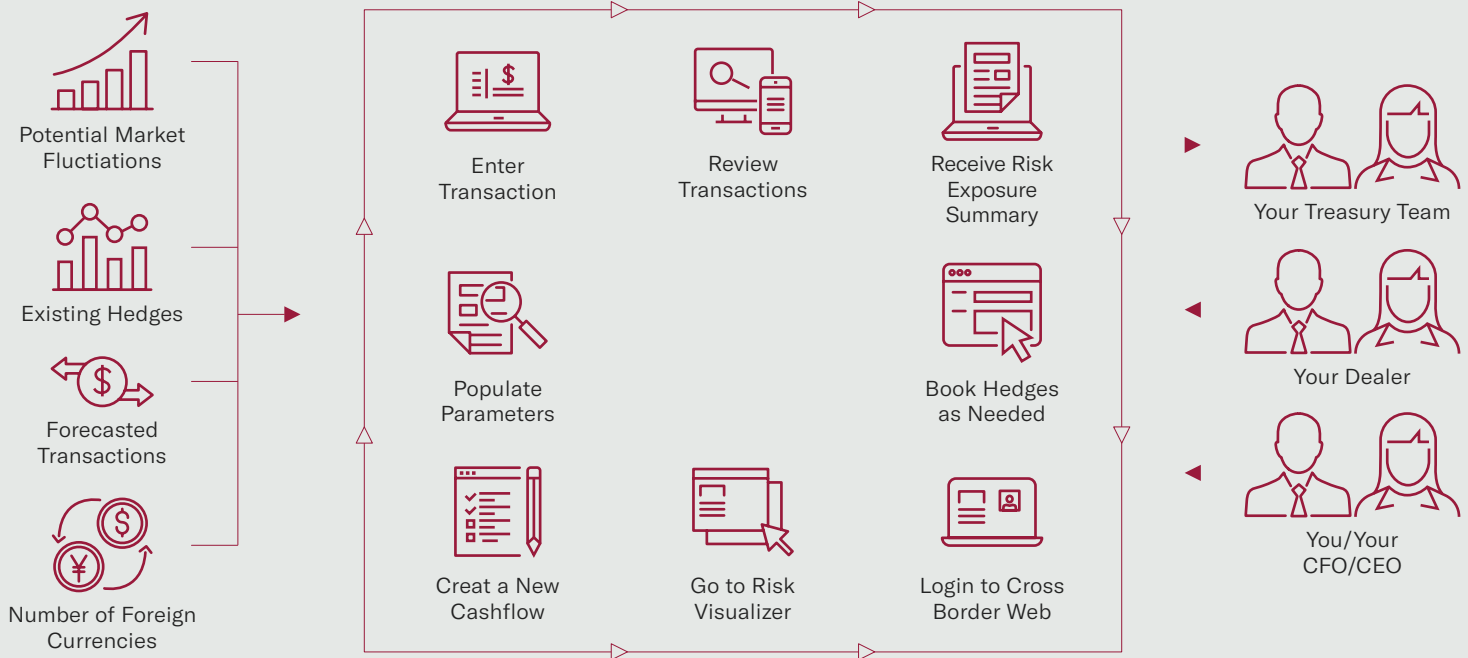 Potential Market
Fluctiations
Existing Hedges
$
Forecasted
Transactions
$
¥
Number of Foreign
Currencies
$
Enter
Transaction
Review
Transactions
Receive Risk
Exposure
Summary
Populate
Parameters
Book Hedges
as Needed
Creat a New
Cashflow
Go to Risk
Visualizer
Login to Cross
Border Web
Your Treasury Team
Your Dealer
You/Your
CFO/CEO